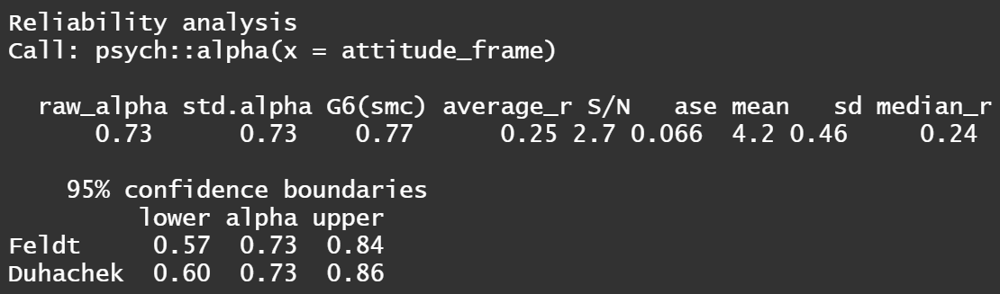 Reliability analysis
Call: psych::alpha(x = attitude_frame)
raw_alpha std.alpha G6(smc) average_r S/N ase mean sd median_r
0.73 0.73 0.77 0.25 2.7 0.066 4.2 0.46 0.24
95% confidence boundaries
lower alpha upper
Feldt 0.57 0.73 0.84
Duhachek 0.60 0.73 0.86